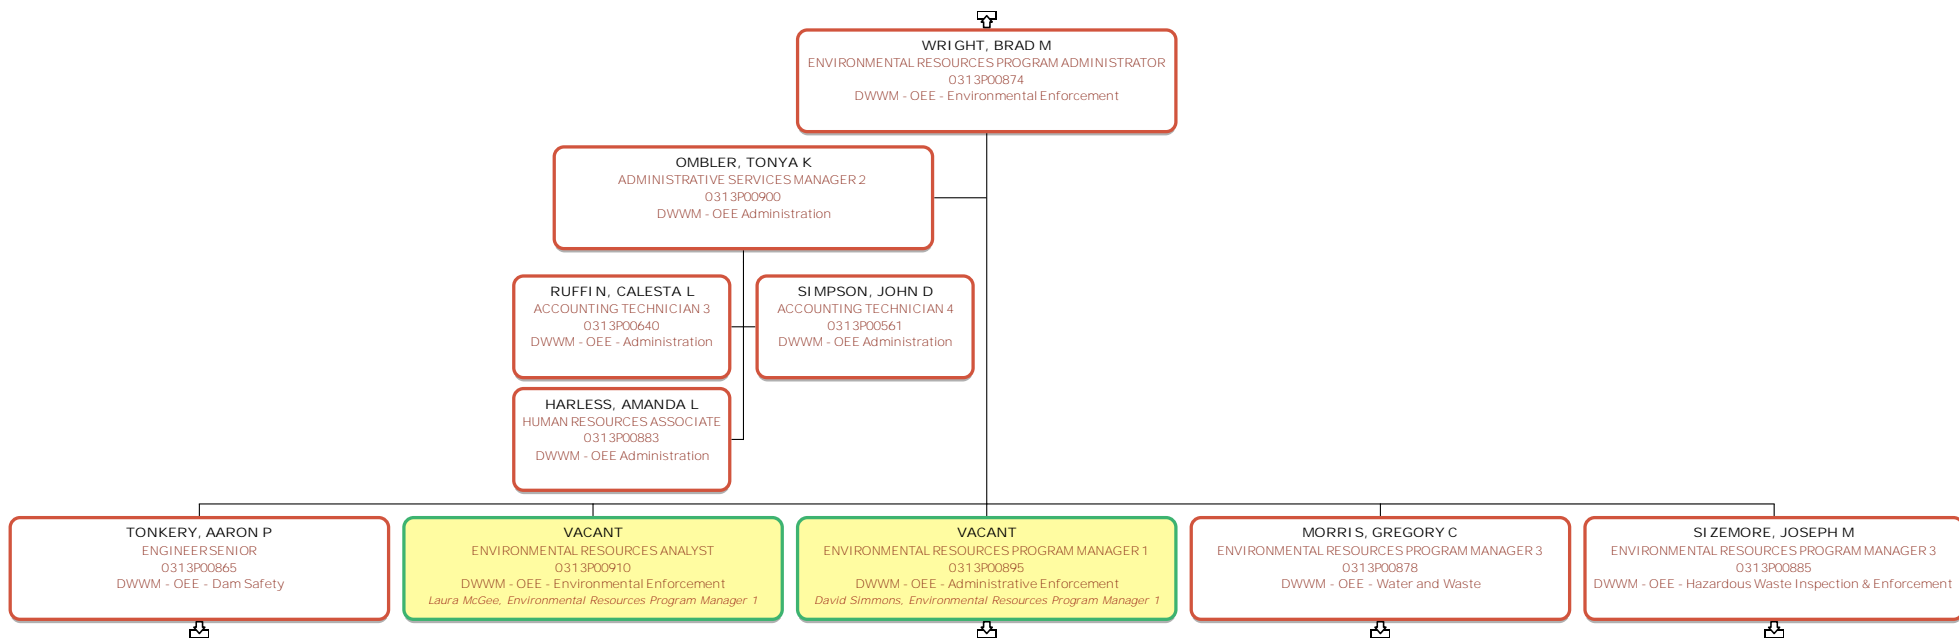 WRIGHT, BRAD M
ENVIRONMENTAL RESOURCES PROGRAM ADMINISTRATOR
0313P00874
DWWM - OEE - Environmental Enforcement
OMBLER, TONYA K
ADMINISTRATIVE SERVICES MANAGER 2
0313P00900
DWWM - OEE Administration
RUFFIN, CALESTA L
ACCOUNTING TECHNICIAN 3
0313P00640
DWWM - OEE - Administration
SIMPSON, JOHN D
ACCOUNTING TECHNICIAN 4
0313P00561
DWWM - OEE Administration
HARLESS, AMANDA L
HUMAN RESOURCES ASSOCIATE
0313P00883
DWWM - OEE Administration
TONKERY, AARON P
ENGINEER SENIOR
0313P00865
DWWM - OEE - Dam Safety
VACANT
ENVIRONMENTAL RESOURCES ANALYST
0313P00910
DWWM - OEE - Environmental Enforcement
Laura McGee, Environmental Resources Program Manager 1
VACANT
ENVIRONMENTAL RESOURCES PROGRAM MANAGER 1
0313P00895
DWWM - OEE - Administrative Enforcement
David Simmons, Environmental Resources Program Manager 1
MORRIS, GREGORY C
ENVIRONMENTAL RESOURCES PROGRAM MANAGER 3
0313P00878
DWWM - OEE - Water and Waste
SIZEMORE, JOSEPH M
ENVIRONMENTAL RESOURCES PROGRAM MANAGER 3
0313P00885
DWWM - OEE - Hazardous Waste Inspection & Enforcement